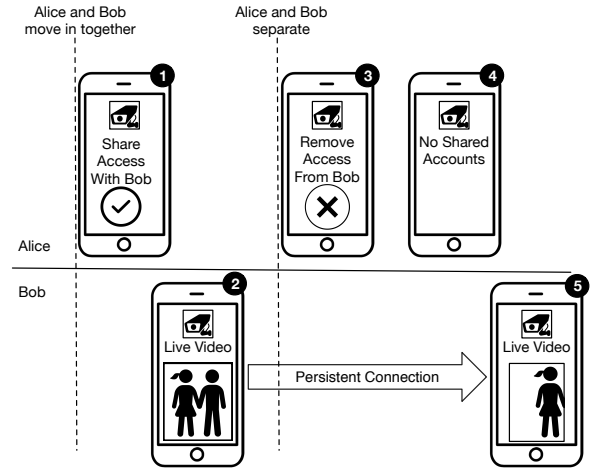 Alice and Bob
move in together
Alice and Bob
separate
1
Share
Access
With Bob
3
Remove
Access
From Bob
4
No Shared
Accounts
Alice
Bob
2
Live Video
Persistent Connection
5
Live Video